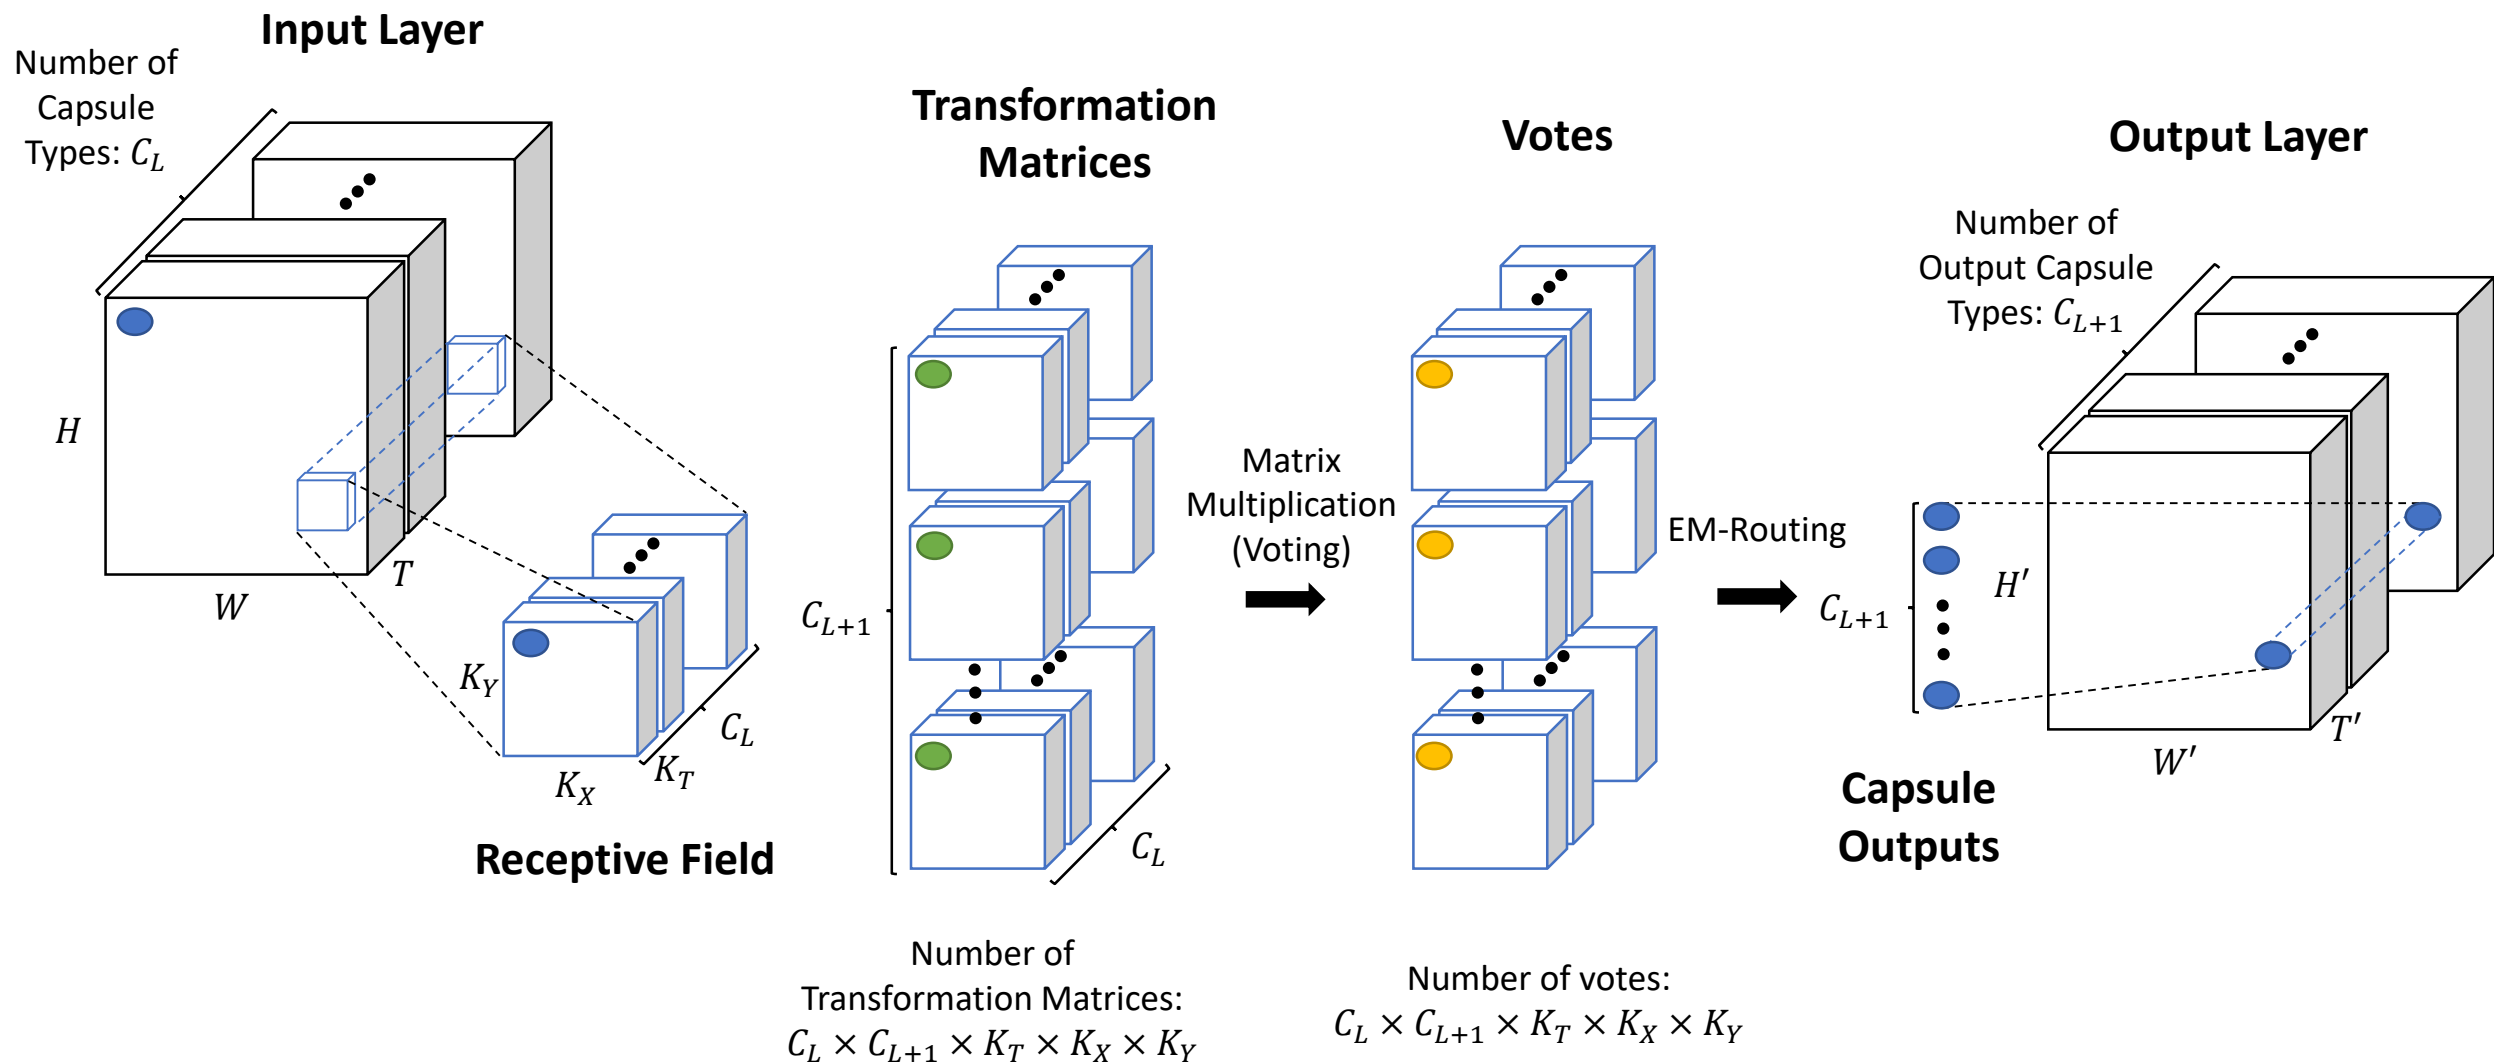 Input Layer
Number of
Capsule
Types: C_L
H
W
T
K_Y
K_X
K_T
C_L
Receptive Field
Transformation
Matrices
C_{L+1}
C_L
Number of
Transformation Matrices:
C_L × C_{L+1} × K_T × K_X × K_Y
Matrix
Multiplication
(Voting)
Votes
Number of votes:
C_L × C_{L+1} × K_T × K_X × K_Y
EM-Routing
Output Layer
Number of
Output Capsule
Types: C_{L+1}
C_{L+1}
H′
W′
T′
Capsule
Outputs